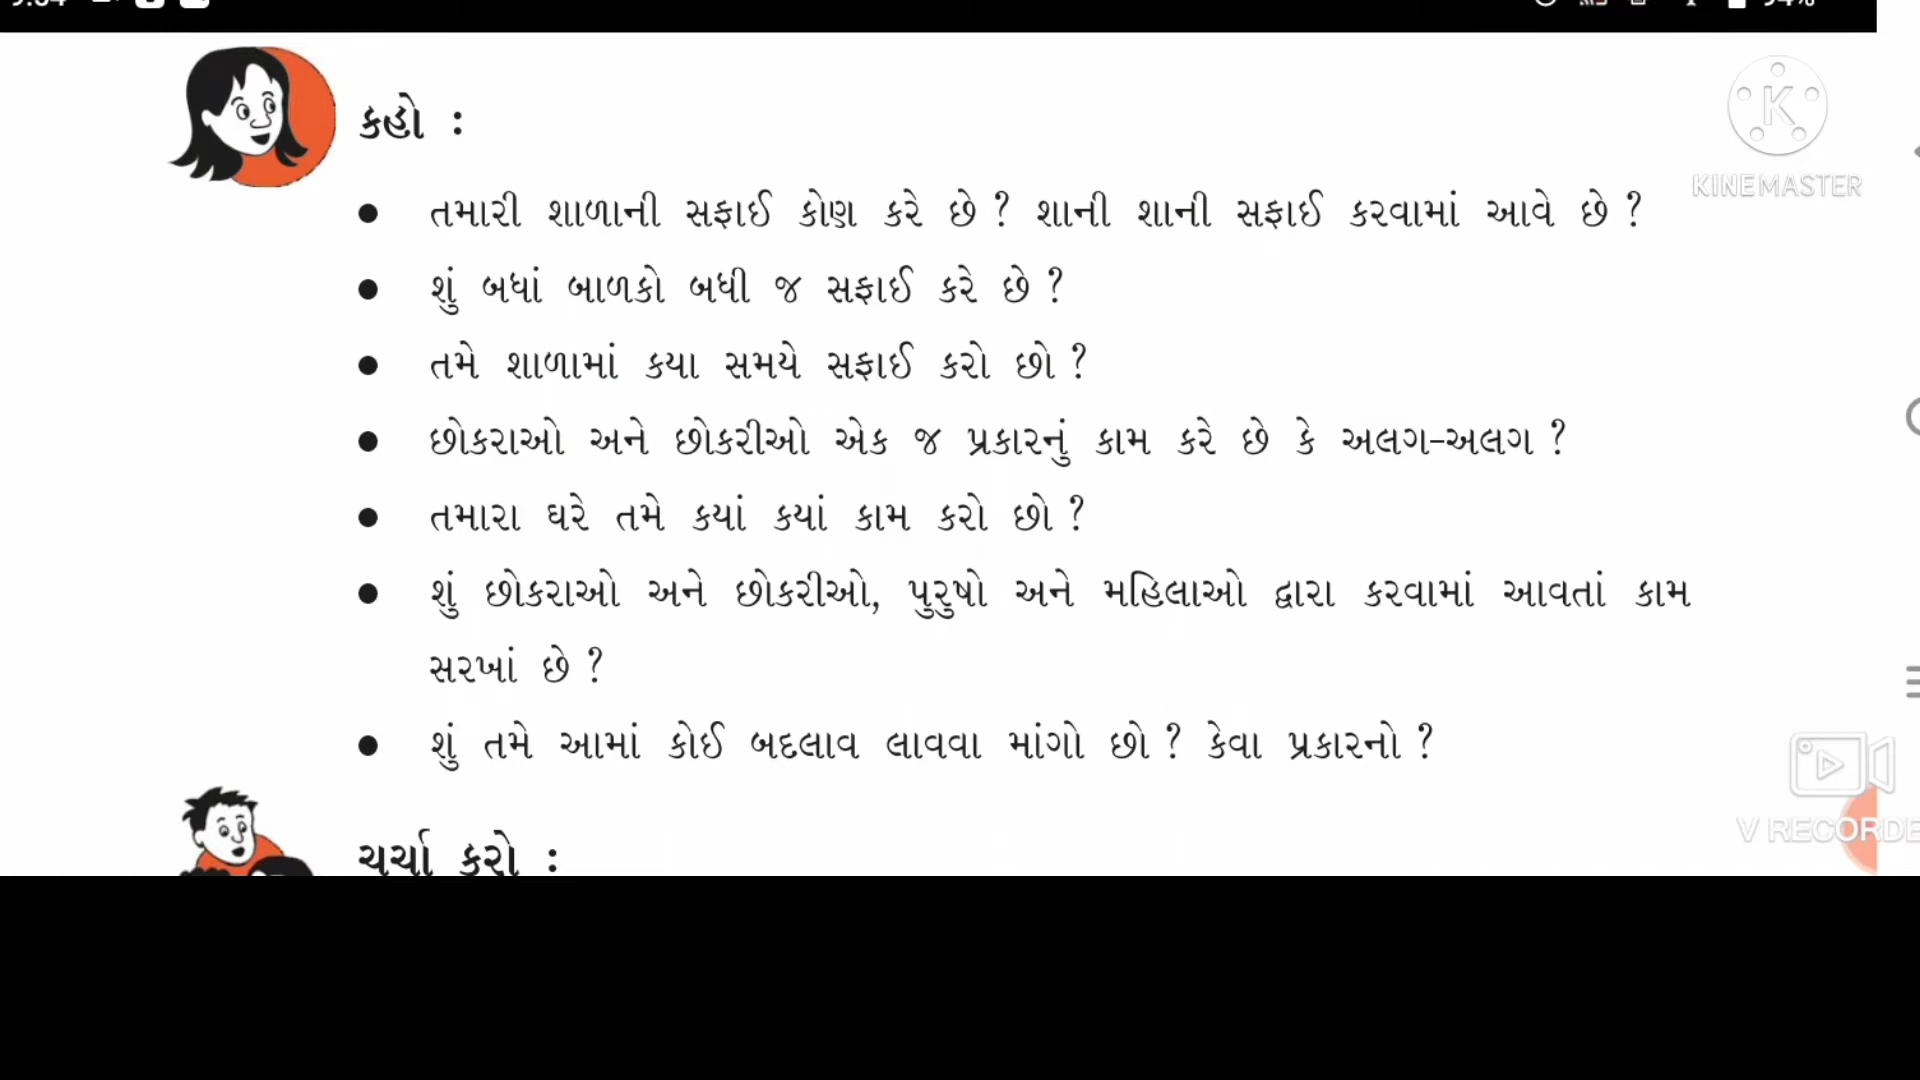 કહો :
KINEMASTER
• તમારી શાળાની સફાઈ કોણ કરે છે ? શાની શાની સફાઈ કરવામાં આવે છે ?
• શું બધાં બાળકો બધી જ સફાઈ કરે છે ?
• તમે શાળામાં કયા સમયે સફાઈ કરો છો ?
• છોકરાઓ અને છોકરીઓ એક જ પ્રકારનું કામ કરે છે કે અલગ-અલગ ?
• તમારા ઘરે તમે કયાં કયાં કામ કરો છો ?
• શું છોકરાઓ અને છોકરીઓ, પુરુષો અને મહિલાઓ દ્વારા કરવામાં આવતાં કામ
સરખાં છે ?
• શું તમે આમાં કોઈ બદલાવ લાવવા માંગો છો ? કેવા પ્રકારનો ?
V RECORDE
ચર્ચા કરો :